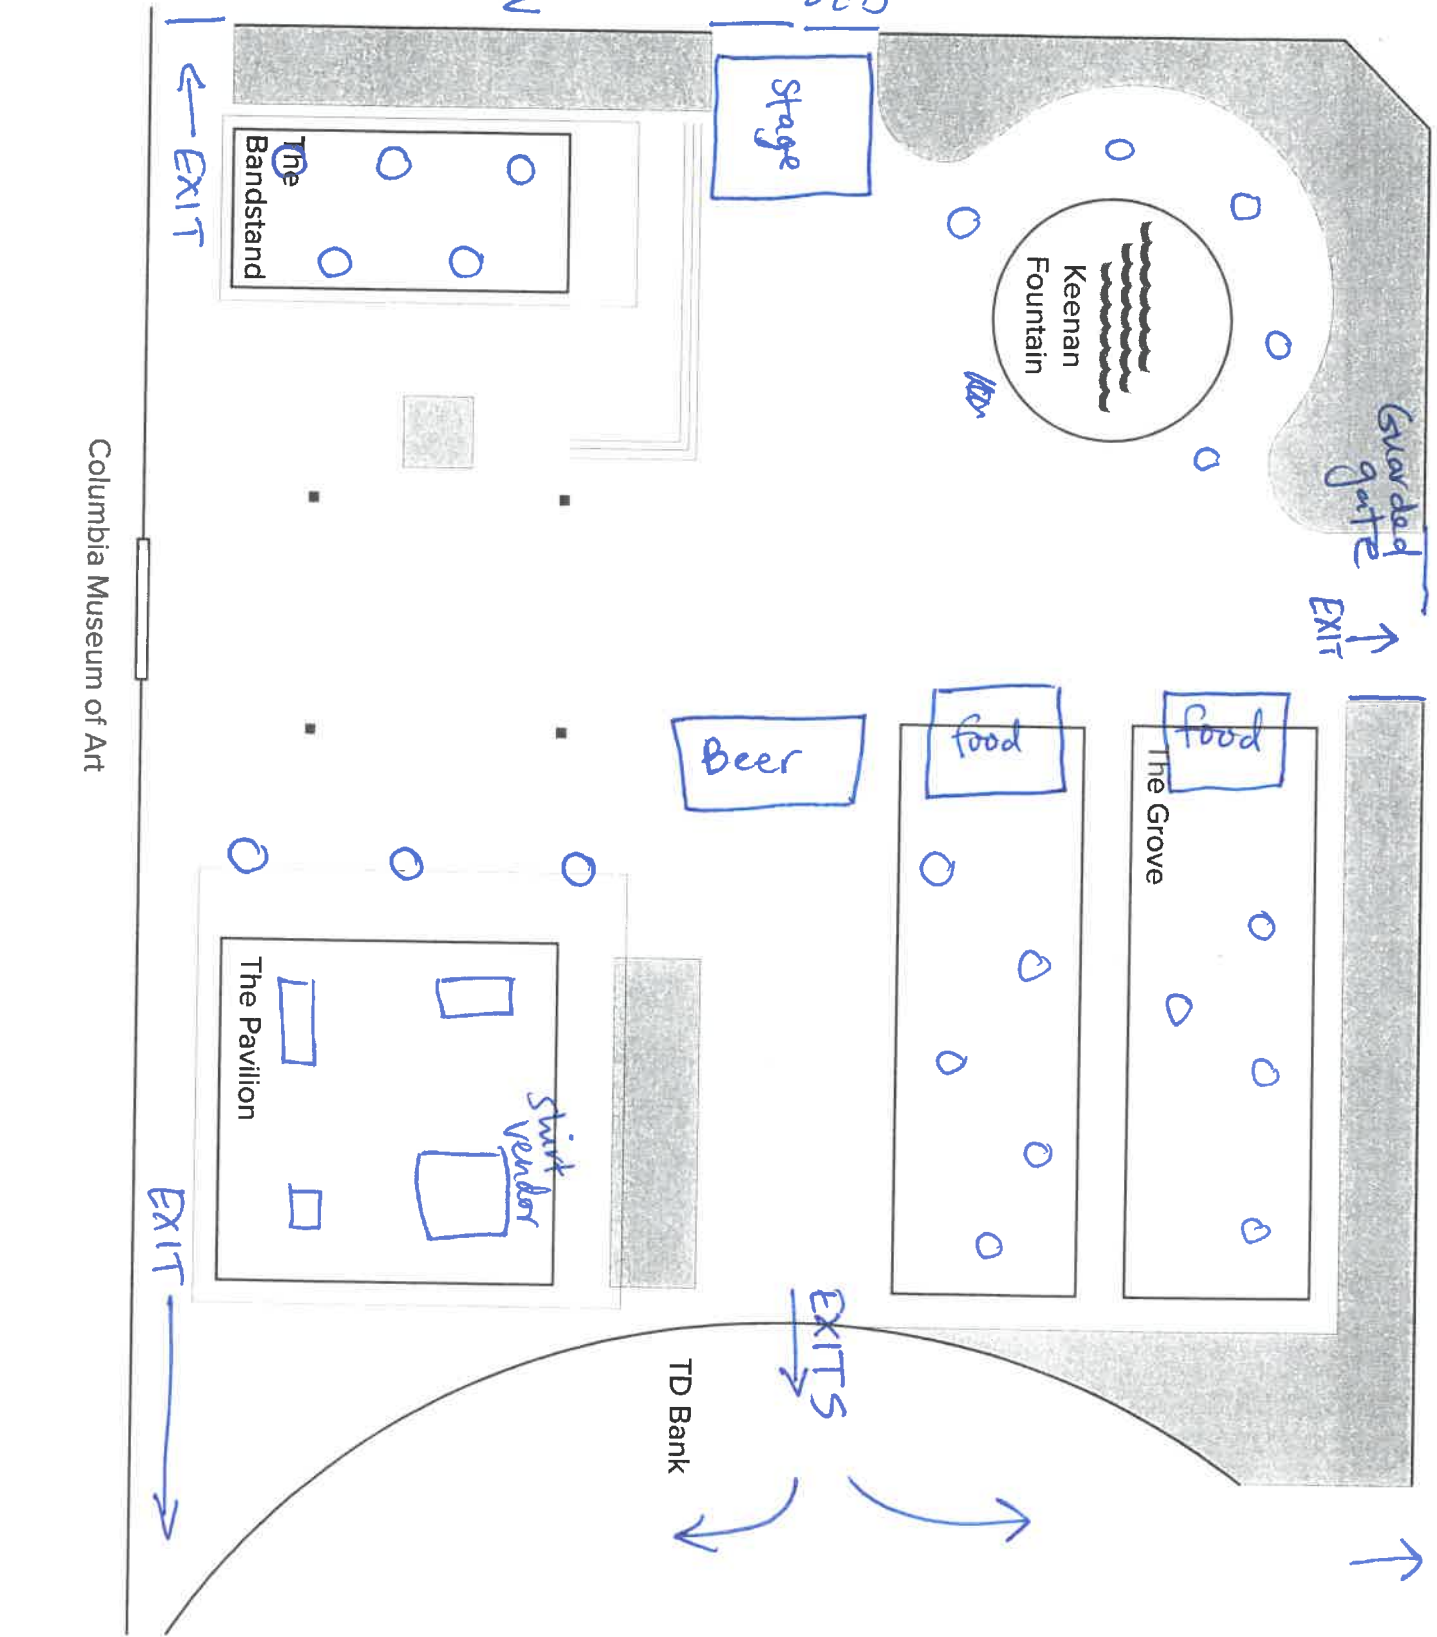 Stage
← EXIT
The
Bandstand
Keenan
Fountain
Guarded
gate
EXIT
Columbia Museum of Art
Beer
food
food
The Grove
The Pavilion
shirt
vendor
EXIT
EXITS
TD Bank